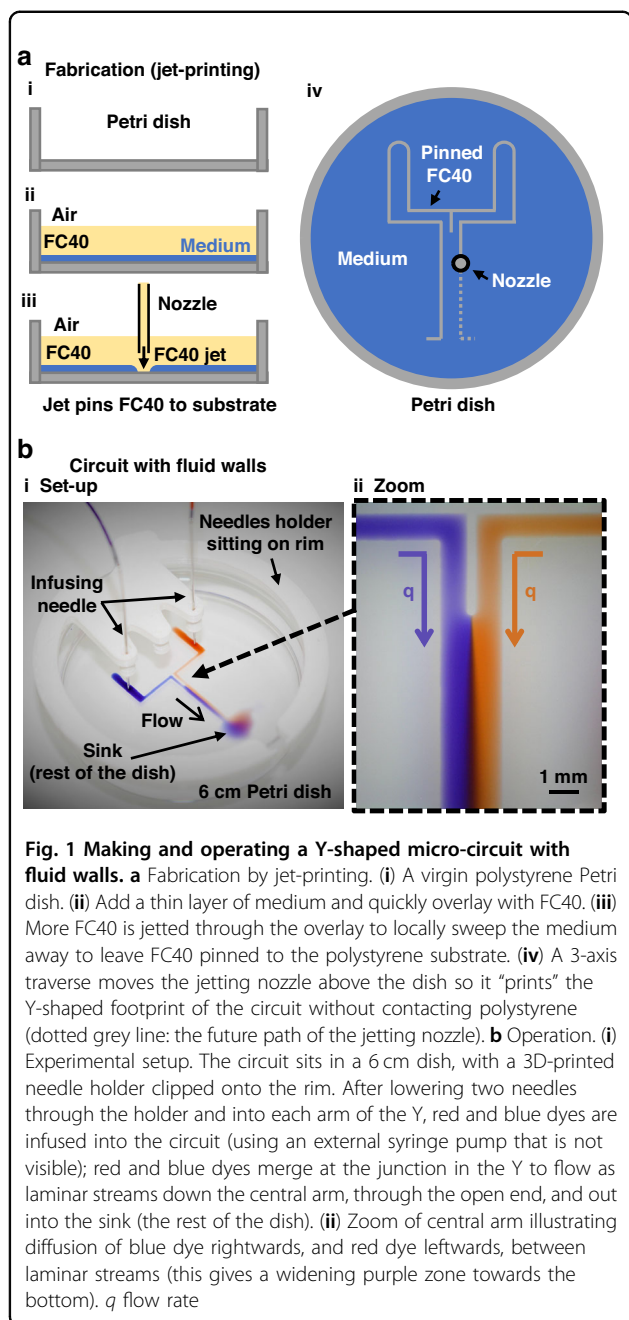 a
Fabrication (jet-printing)
i
Petri dish
ii
Air
FC40
Medium
iii
Nozzle
Air
FC40
FC40 jet
Jet pins FC40 to substrate
iv
Pinned
FC40
Medium
Nozzle
Petri dish
b
Circuit with fluid walls
i Set-up
Needles holder
sitting on rim
Infusing
needle
Flow
Sink
(rest of the dish)
6 cm Petri dish
ii Zoom
q
q
1 mm
Fig. 1 Making and operating a Y-shaped micro-circuit with
fluid walls. a Fabrication by jet-printing. (i) A virgin polystyrene Petri
dish. (ii) Add a thin layer of medium and quickly overlay with FC40. (iii)
More FC40 is jetted through the overlay to locally sweep the medium
away to leave FC40 pinned to the polystyrene substrate. (iv) A 3-axis
traverse moves the jetting nozzle above the dish so it “prints” the
Y-shaped footprint of the circuit without contacting polystyrene
(dotted grey line: the future path of the jetting nozzle). b Operation. (i)
Experimental setup. The circuit sits in a 6 cm dish, with a 3D-printed
needle holder clipped onto the rim. After lowering two needles
through the holder and into each arm of the Y, red and blue dyes are
infused into the circuit (using an external syringe pump that is not
visible); red and blue dyes merge at the junction in the Y to flow as
laminar streams down the central arm, through the open end, and out
into the sink (the rest of the dish). (ii) Zoom of central arm illustrating
diffusion of blue dye rightwards, and red dye leftwards, between
laminar streams (this gives a widening purple zone towards the
bottom). q flow rate